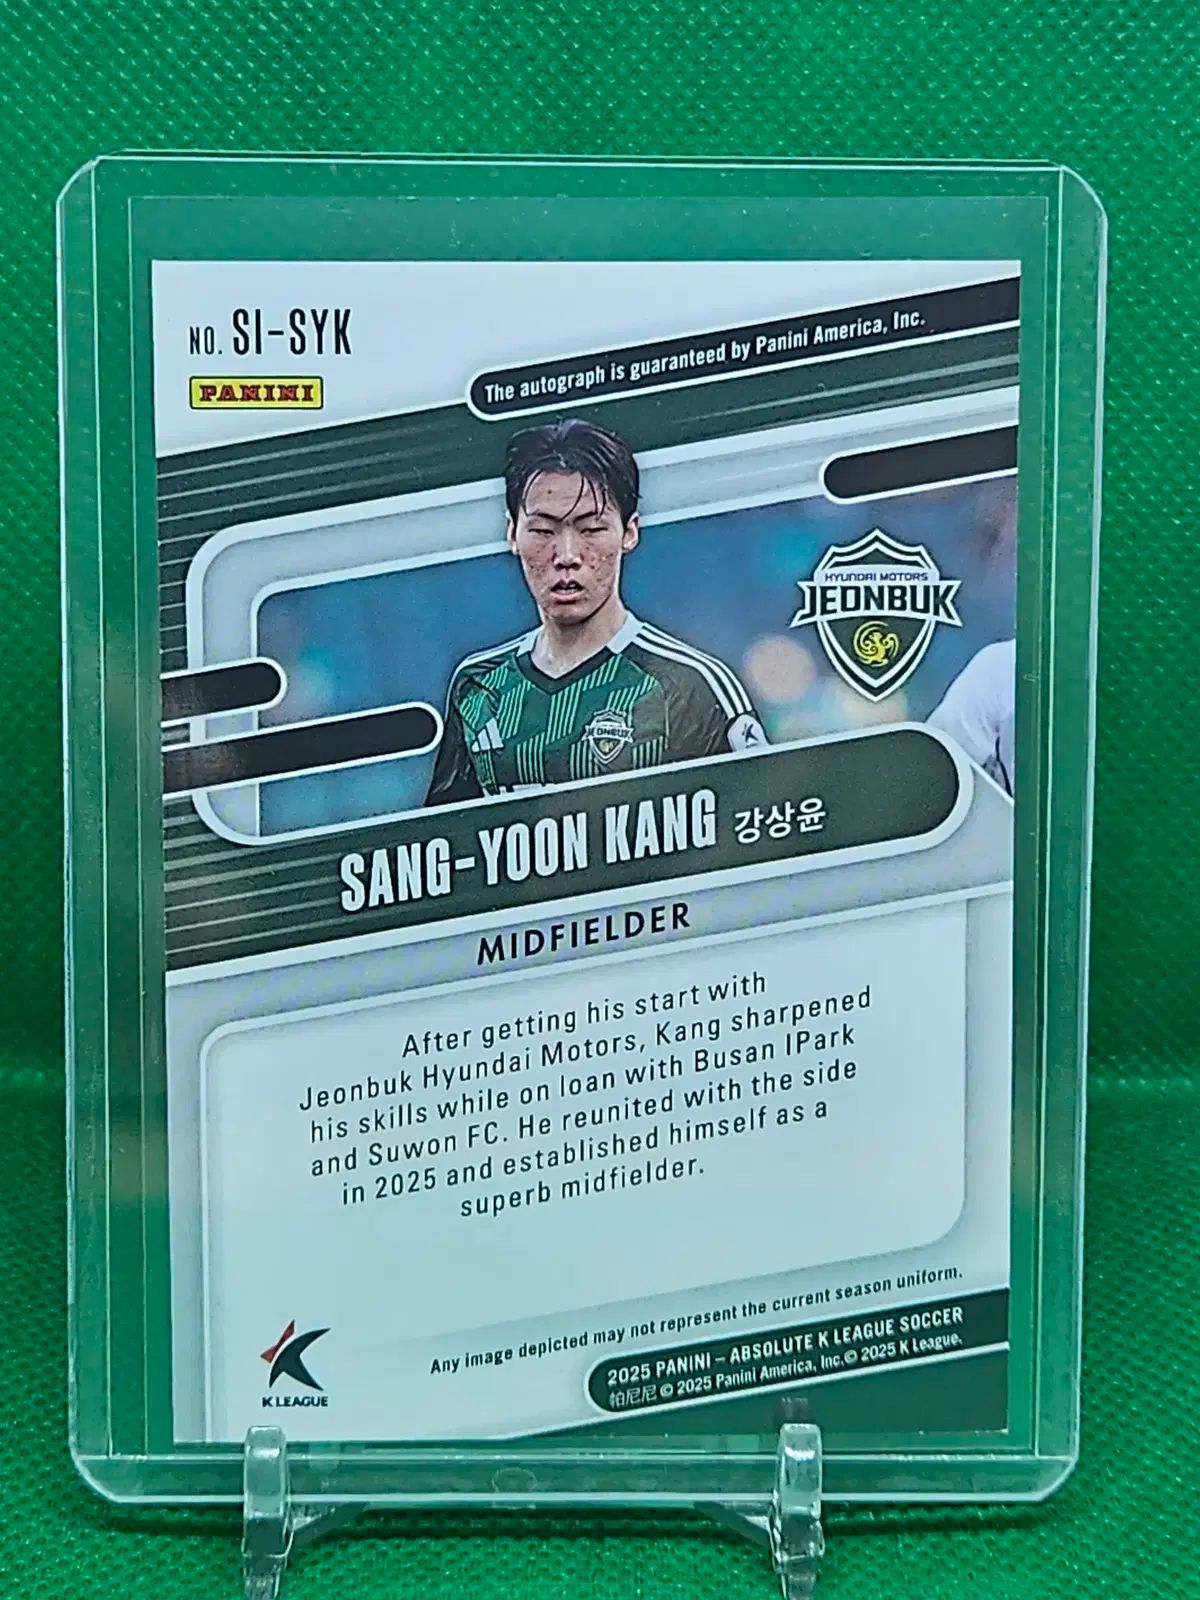 NO. SI-SYK
PANINI
The autograph is guaranteed by Panini America, Inc.
HYUNDAI MOTORS
JEONBUK
JEONBUK
SANG-YOON KANG 강상윤
MIDFIELDER
After getting his start with
Jeonbuk Hyundai Motors, Kang sharpened
his skills while on loan with Busan IPark
and Suwon FC. He reunited with the side
in 2025 and established himself as a
superb midfielder.
Any image depicted may not represent the current season uniform.
K LEAGUE
2025 PANINI – ABSOLUTE K LEAGUE SOCCER
帕尼尼 © 2025 Panini America, Inc. © 2025 K League.